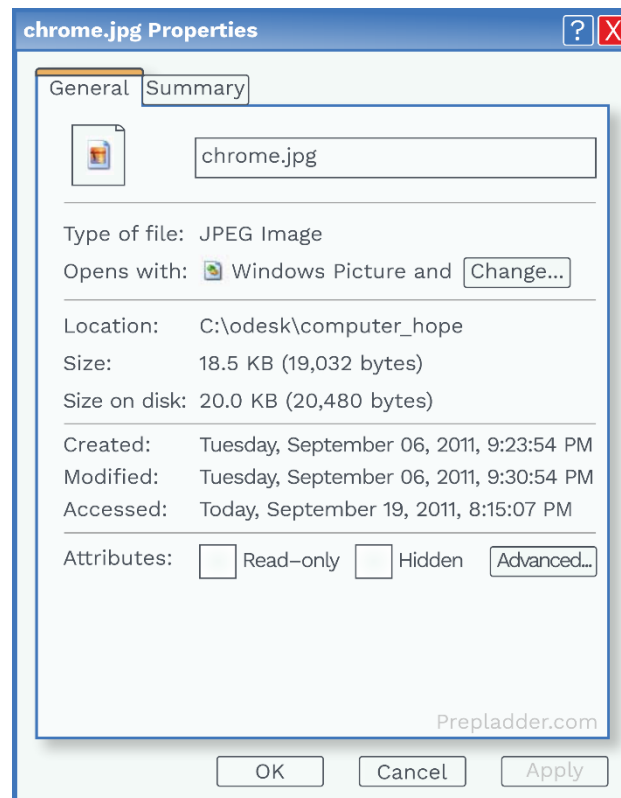 chrome.jpg Properties ? X
General Summary
chrome.jpg
Type of file: JPEG Image
Opens with: Windows Picture and Change...
Location: C:\odesk\computer_hope
Size: 18.5 KB (19,032 bytes)
Size on disk: 20.0 KB (20,480 bytes)
Created: Tuesday, September 06, 2011, 9:23:54 PM
Modified: Tuesday, September 06, 2011, 9:30:54 PM
Accessed: Today, September 19, 2011, 8:15:07 PM
Attributes: Read-only Hidden Advanced...
Prepladder.com
OK Cancel Apply